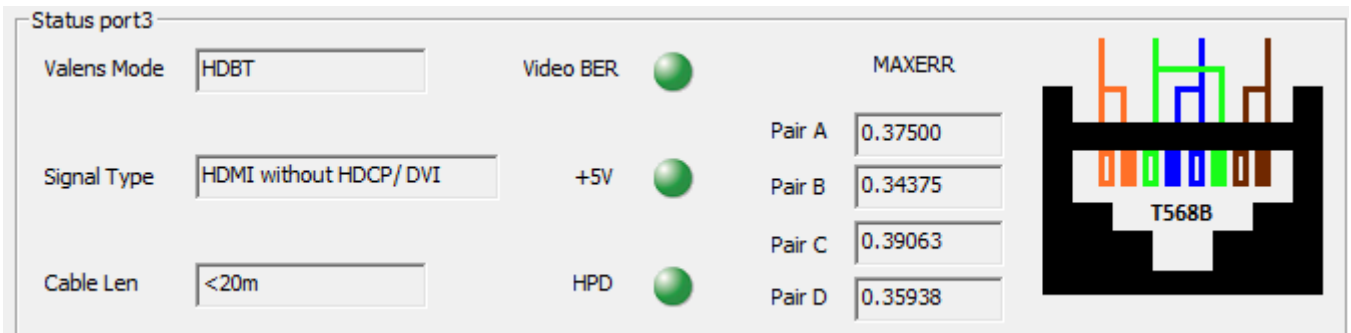 Status port3
Valens Mode HDBT Video BER MAXERR
Pair A 0.37500
Signal Type HDMI without HDCP/ DVI +5V Pair B 0.34375
T568B
Pair C 0.39063
Cable Len <20m HPD Pair D 0.35938